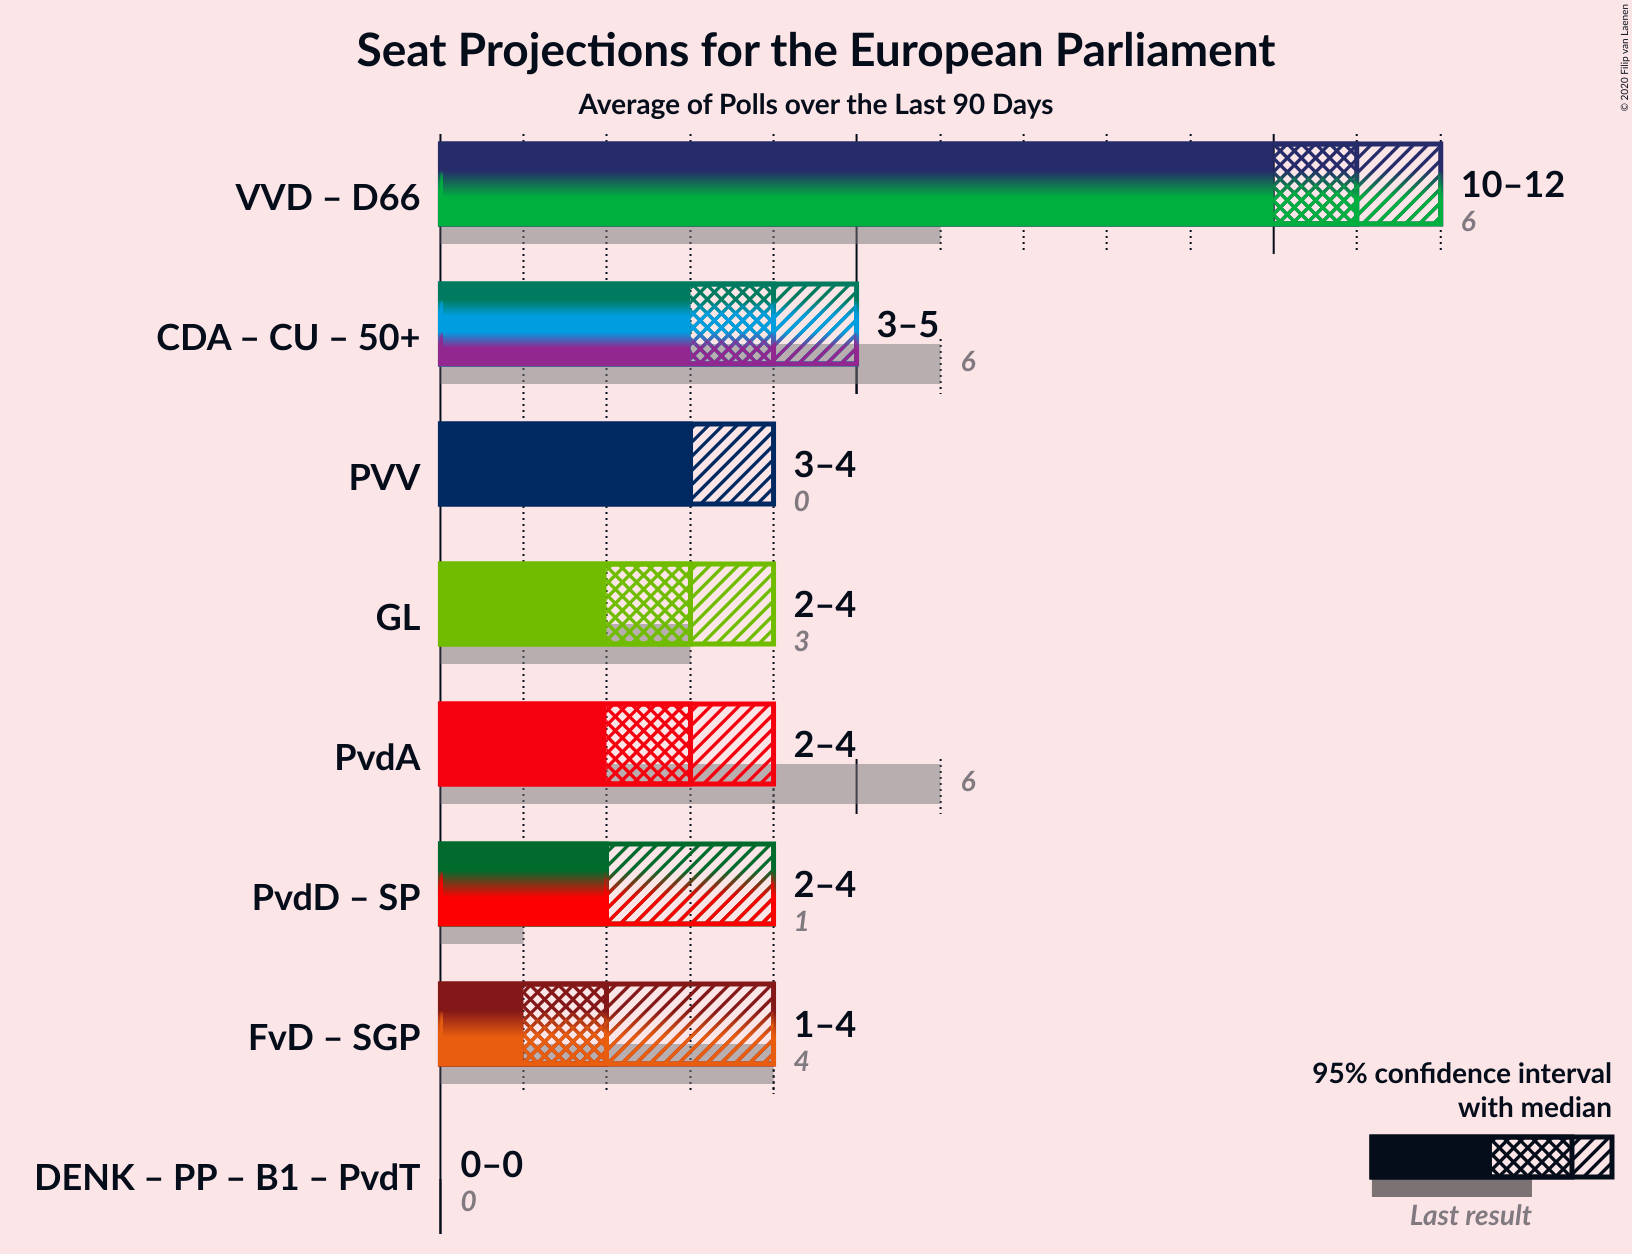 Seat Projections for the European Parliament
Average of Polls over the Last 90 Days
© 2020 Filip van Laenen
VVD – D66
10–12
6
CDA – CU – 50+
3–5
6
PVV
3–4
0
GL
2–4
3
PvdA
2–4
6
PvdD – SP
2–4
1
FvD – SGP
1–4
4
DENK – PP – B1 – PvdT
0–0
0
95% confidence interval
with median
Last result